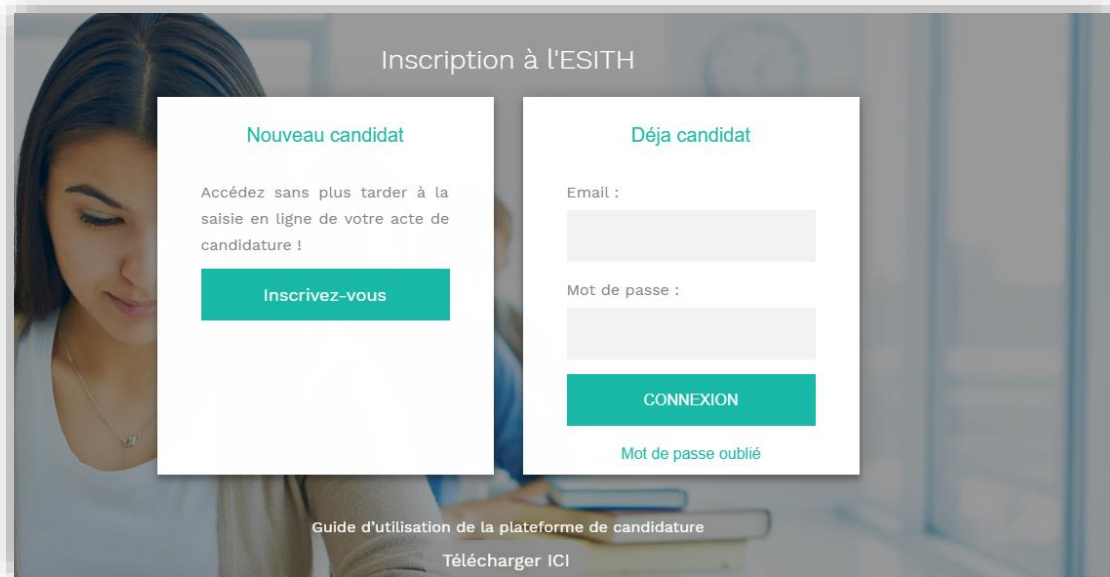 Inscription à l'ESITH
Nouveau candidat
Accédez sans plus tarder à la
saisie en ligne de votre acte de
candidature !
Inscrivez-vous
Déja candidat
Email :
Mot de passe :
CONNEXION
Mot de passe oublié
Guide d'utilisation de la plateforme de candidature
Télécharger ICI